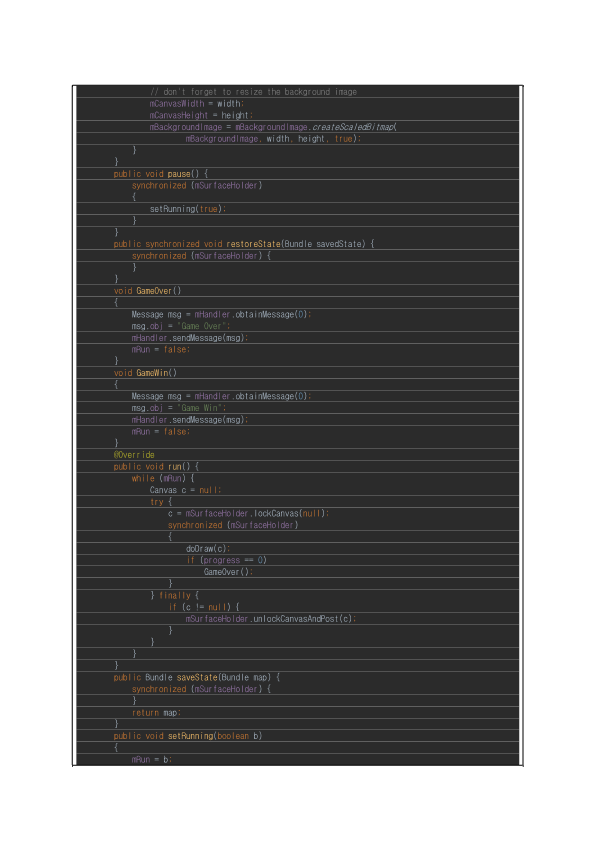 // don't forget to resize the background image
mCanvasWidth = width;
mCanvasHeight = height;
mBackgroundImage = mBackgroundImage.createScaledBitmap(
mBackgroundImage, width, height, true);
}
}
public void pause() {
synchronized (mSurfaceHolder)
{
setRunning(true);
}
}
public synchronized void restoreState(Bundle savedState) {
synchronized (mSurfaceHolder) {
}
}
void GameOver()
{
Message msg = mHandler.obtainMessage(0);
msg.obj = "Game Over";
mHandler.sendMessage(msg);
mRun = false;
}
void GameWin()
{
Message msg = mHandler.obtainMessage(0);
msg.obj = "Game Win";
mHandler.sendMessage(msg);
mRun = false;
}
@Override
public void run() {
while (mRun) {
Canvas c = null;
try {
c = mSurfaceHolder.lockCanvas(null);
synchronized (mSurfaceHolder)
{
doDraw(c);
if (progress == 0)
GameOver();
}
} finally {
if (c != null) {
mSurfaceHolder.unlockCanvasAndPost(c);
}
}
}
}
public Bundle saveState(Bundle map) {
synchronized (mSurfaceHolder) {
}
return map;
}
public void setRunning(boolean b)
{
mRun = b;